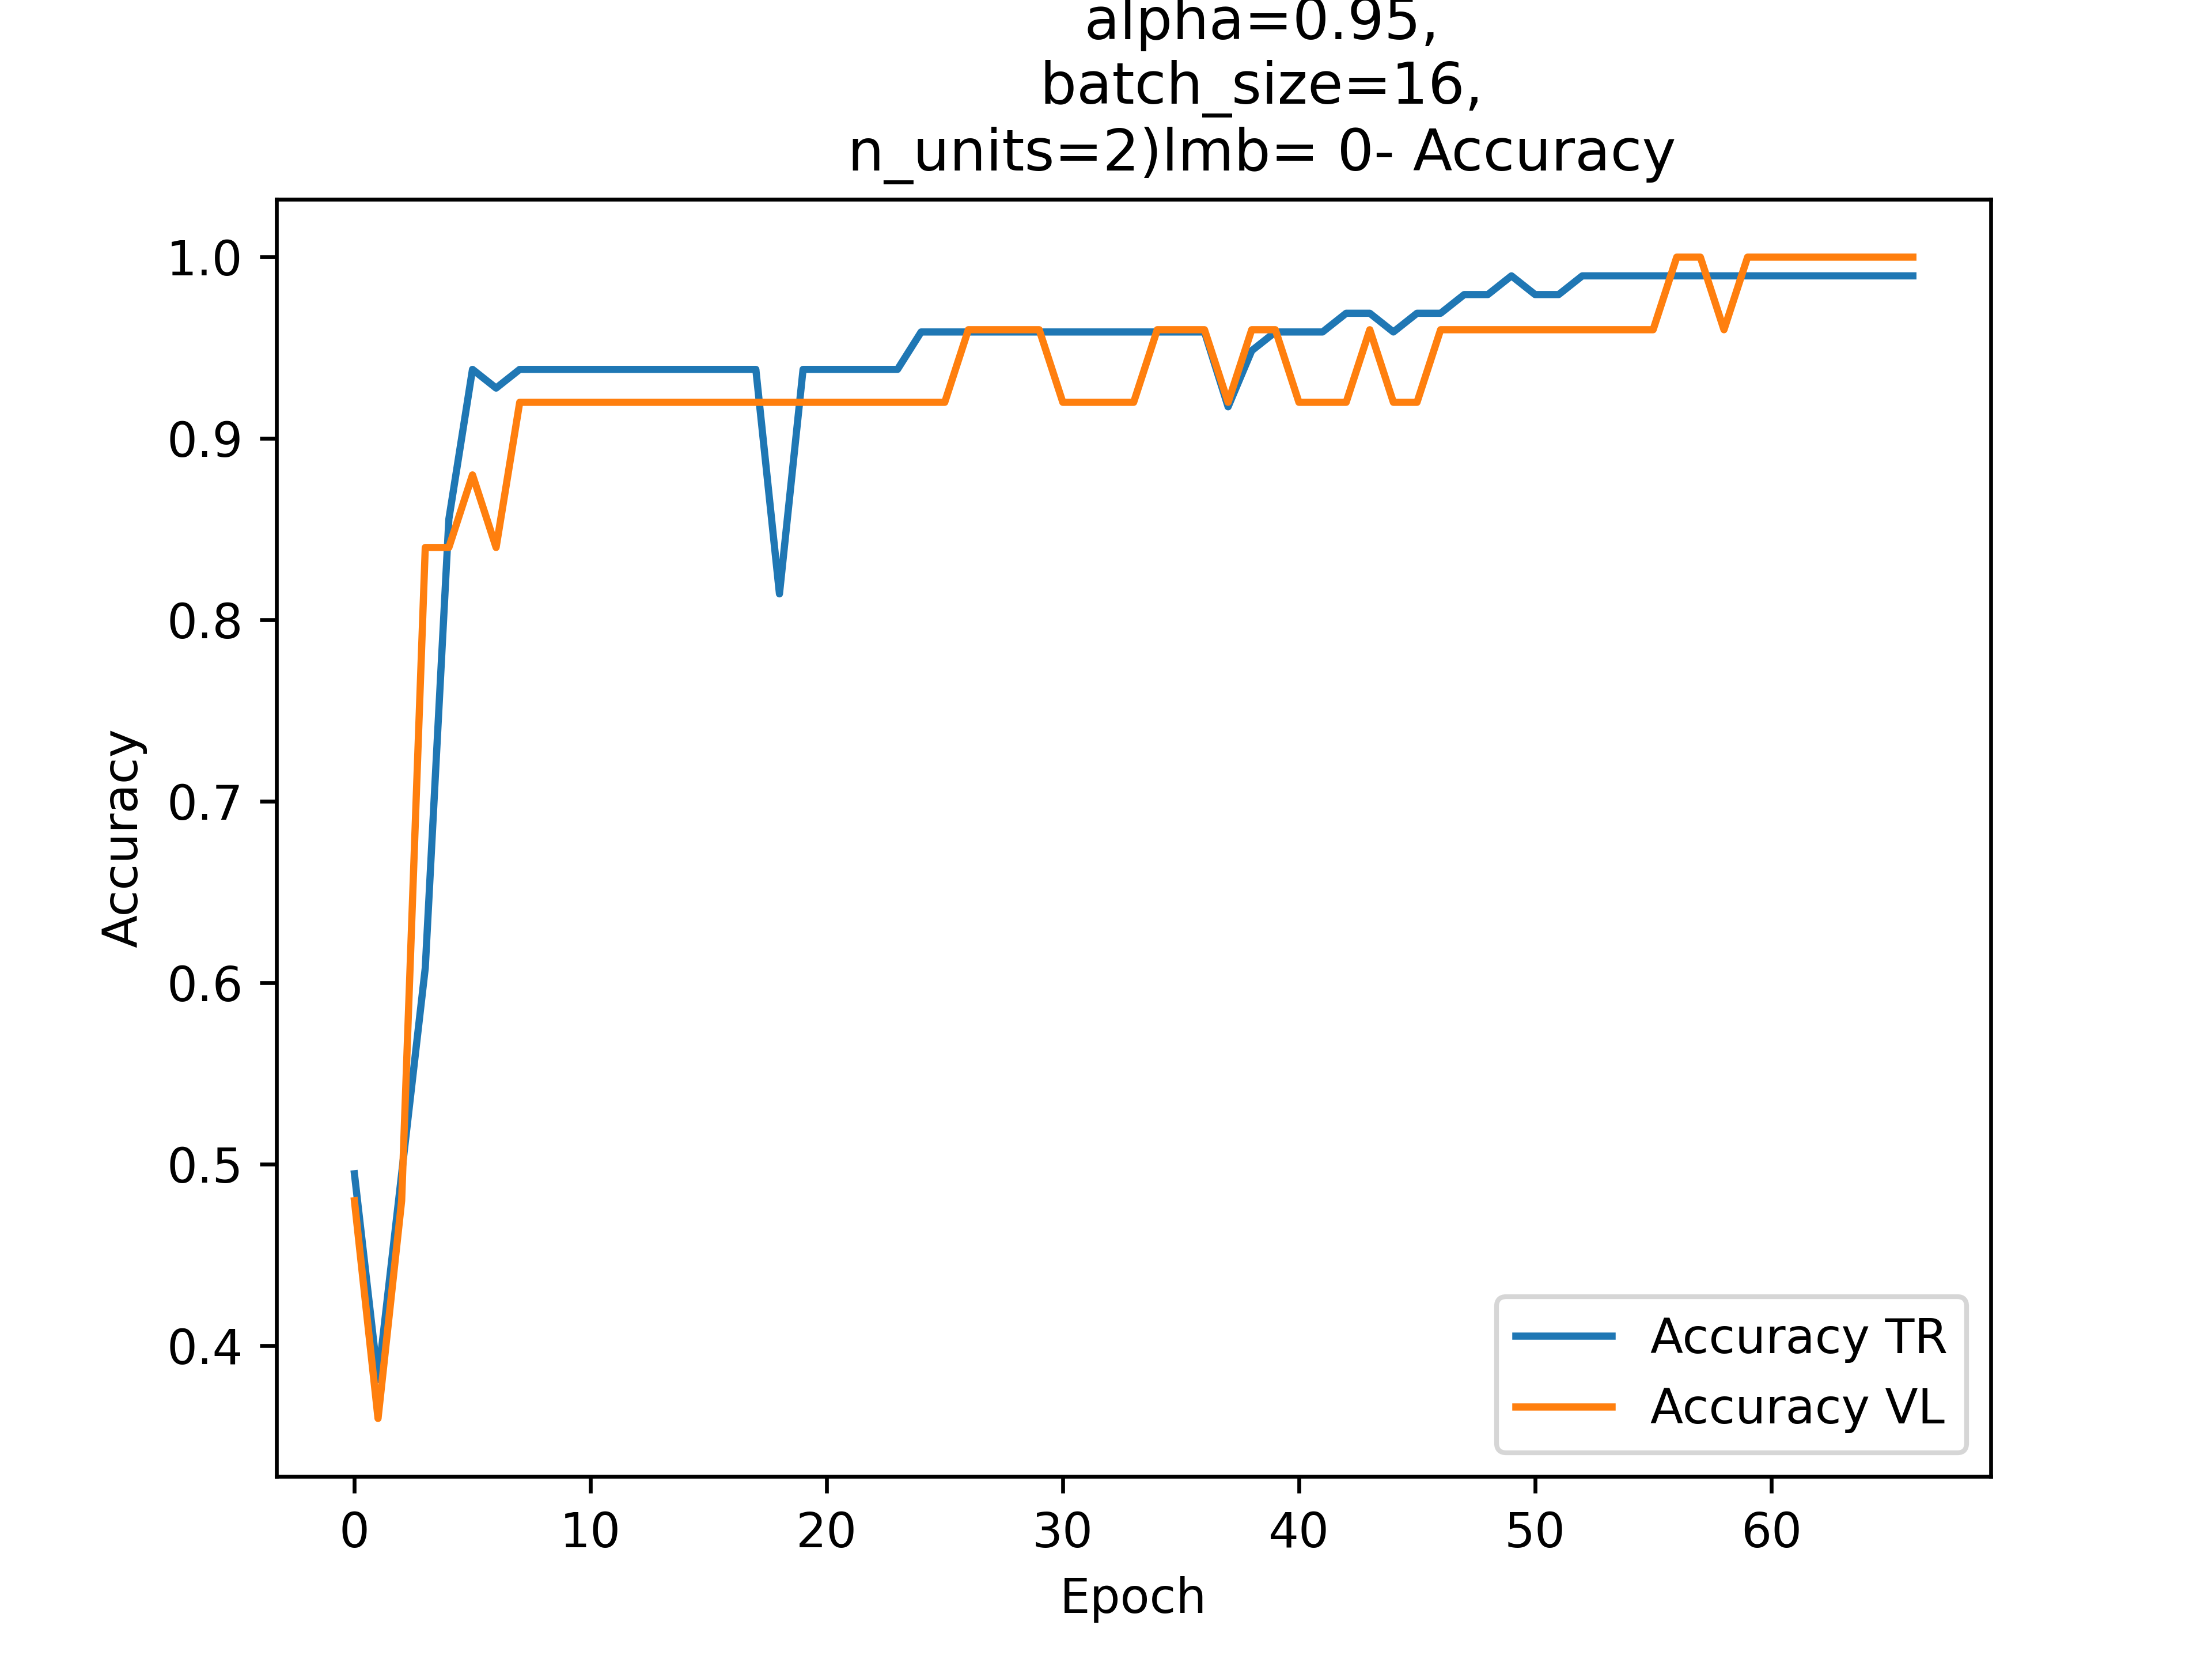 alpha=0.95,
batch_size=16,
n_units=2)lmb= 0- Accuracy
1.0
0.9
0.8
0.7
0.6
0.5
0.4
Accuracy
0 10 20 30 40 50 60
Epoch
Accuracy TR
Accuracy VL